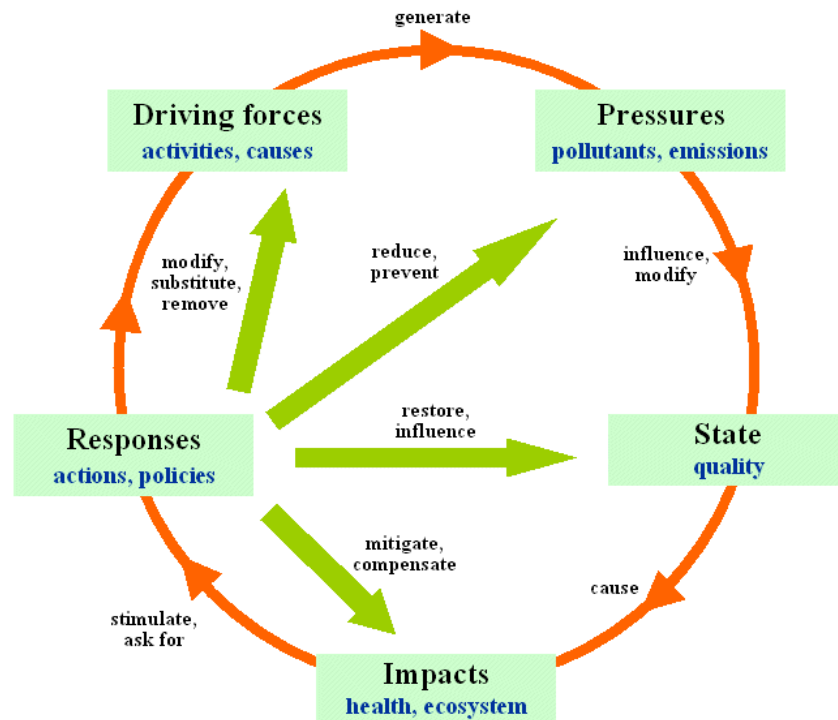 generate
Driving forces
activities, causes
Pressures
pollutants, emissions
modify,
substitute,
remove
reduce,
prevent
influence,
modify
Responses
actions, policies
restore,
influence
State
quality
mitigate,
compensate
cause
stimulate,
ask for
Impacts
health, ecosystem